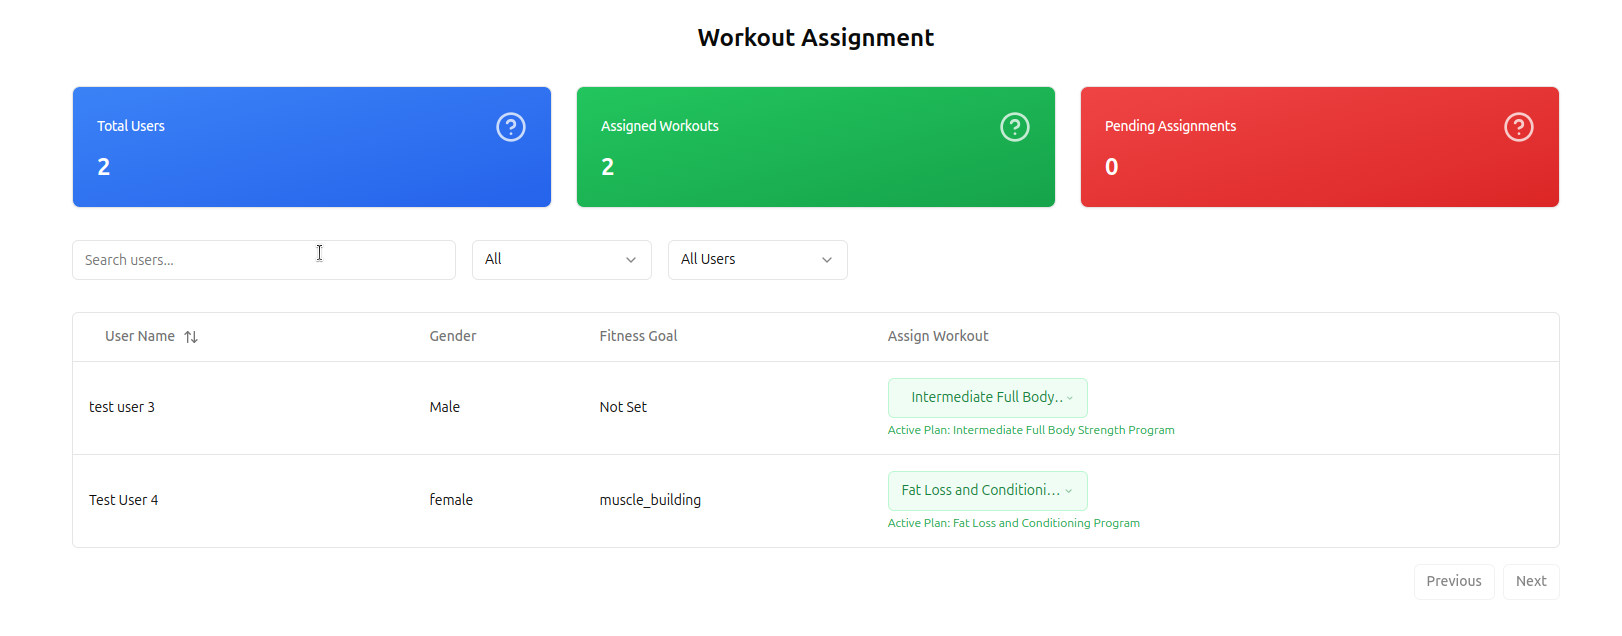 Workout Assignment
Total Users
2
Assigned Workouts
2
Pending Assignments
0
Search users...
All
All Users
User Name
Gender
Fitness Goal
Assign Workout
test user 3
Male
Not Set
Intermediate Full Body..
Active Plan: Intermediate Full Body Strength Program
Test User 4
female
muscle_building
Fat Loss and Conditioni...
Active Plan: Fat Loss and Conditioning Program
Previous
Next